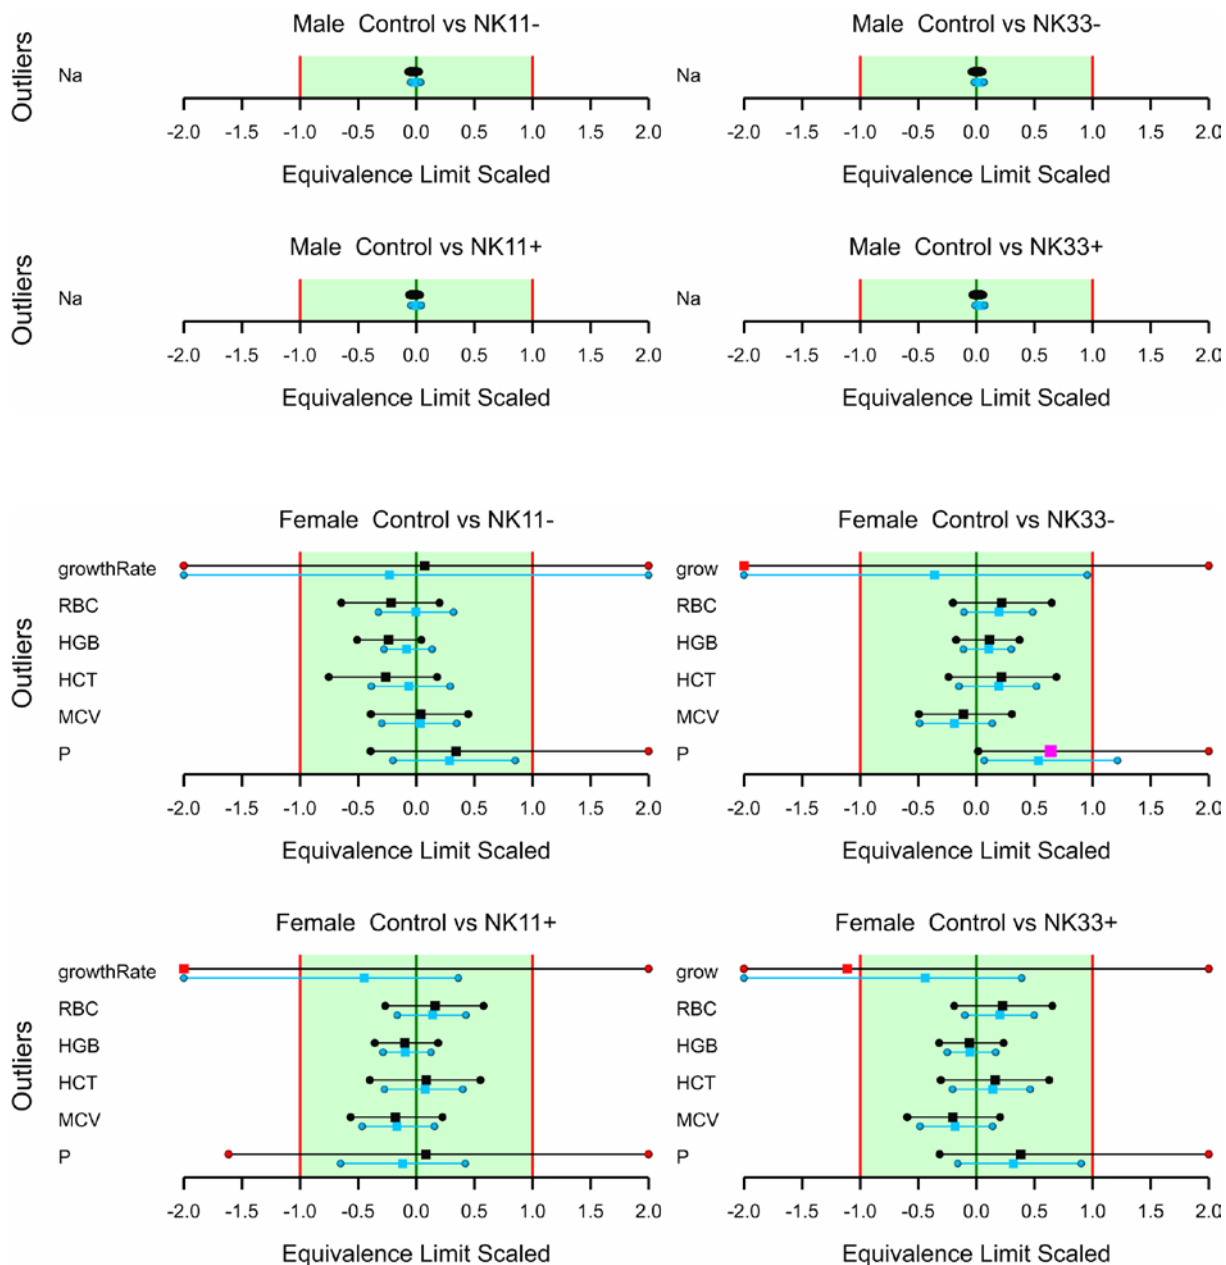 Male Control vs NK11-
Male Control vs NK33-
Outliers
Na
Na
-2.0 -1.5 -1.0 -0.5 0.0 0.5 1.0 1.5 2.0
-2.0 -1.5 -1.0 -0.5 0.0 0.5 1.0 1.5 2.0
Equivalence Limit Scaled
Equivalence Limit Scaled
Male Control vs NK11+
Male Control vs NK33+
Outliers
Na
Na
-2.0 -1.5 -1.0 -0.5 0.0 0.5 1.0 1.5 2.0
-2.0 -1.5 -1.0 -0.5 0.0 0.5 1.0 1.5 2.0
Equivalence Limit Scaled
Equivalence Limit Scaled
Female Control vs NK11-
Outliers
growthRate
RBC
HGB
HCT
MCV
P
-2.0 -1.5 -1.0 -0.5 0.0 0.5 1.0 1.5 2.0
Equivalence Limit Scaled
Female Control vs NK33-
grow
RBC
HGB
HCT
MCV
P
-2.0 -1.5 -1.0 -0.5 0.0 0.5 1.0 1.5 2.0
Equivalence Limit Scaled
Female Control vs NK11+
Outliers
growthRate
RBC
HGB
HCT
MCV
P
-2.0 -1.5 -1.0 -0.5 0.0 0.5 1.0 1.5 2.0
Equivalence Limit Scaled
Female Control vs NK33+
grow
RBC
HGB
HCT
MCV
P
-2.0 -1.5 -1.0 -0.5 0.0 0.5 1.0 1.5 2.0
Equivalence Limit Scaled